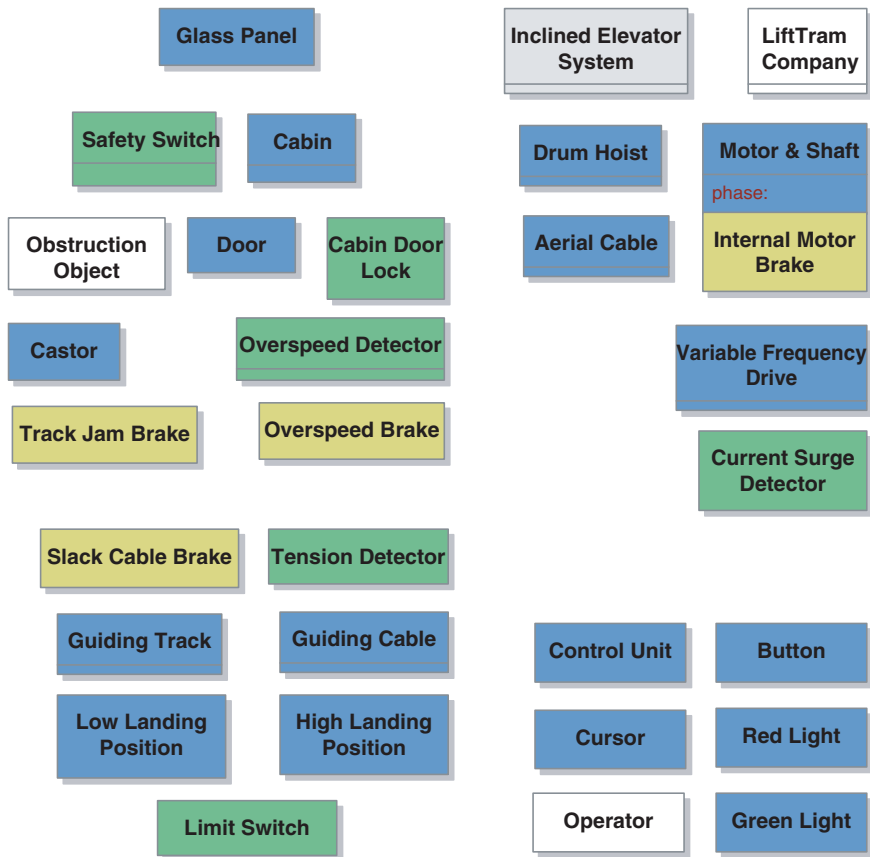 Glass Panel
Inclined Elevator
System
LiftTram
Company
Safety Switch
Cabin
Drum Hoist
Motor & Shaft
phase:
Obstruction
Object
Door
Cabin Door
Lock
Aerial Cable
Internal Motor
Brake
Castor
Overspeed Detector
Variable Frequency
Drive
Track Jam Brake
Overspeed Brake
Current Surge
Detector
Slack Cable Brake
Tension Detector
Guiding Track
Guiding Cable
Control Unit
Button
Low Landing
Position
High Landing
Position
Cursor
Red Light
Limit Switch
Operator
Green Light